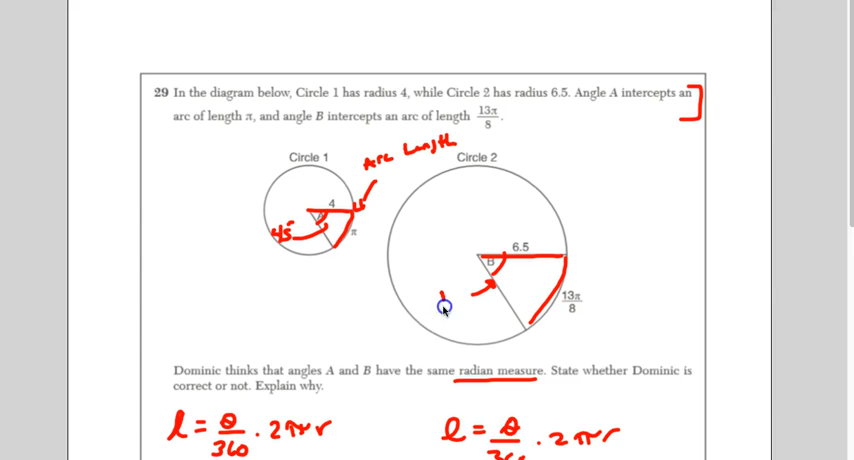 29 In the diagram below, Circle 1 has radius 4, while Circle 2 has radius 6.5. Angle A intercepts an
arc of length π, and angle B intercepts an arc of length 13π/8.
Arc Length
Circle 1
Circle 2
4
45
π
6.5
B
13π/8
Dominic thinks that angles A and B have the same radian measure. State whether Dominic is
correct or not. Explain why.
l = θ/360 · 2πr
l = θ/360 · 2πr